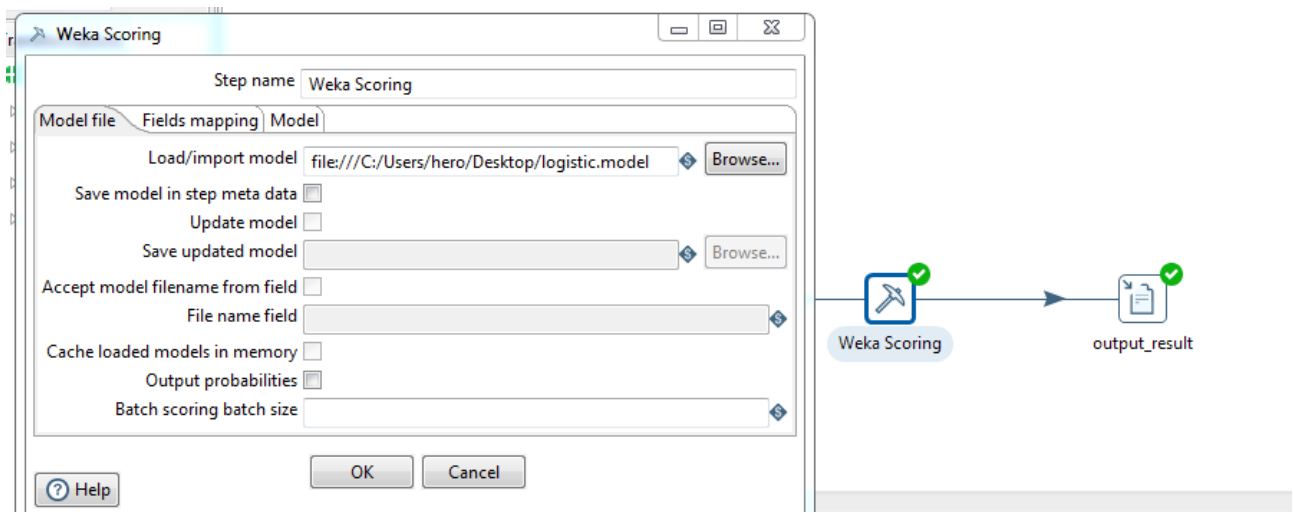 Weka Scoring
Step name Weka Scoring
Model file Fields mapping Model
Load/import model file:///C:/Users/hero/Desktop/logistic.model Browse...
Save model in step meta data
Update model
Save updated model Browse...
Accept model filename from field
File name field
Cache loaded models in memory
Output probabilities
Batch scoring batch size
OK Cancel
Help
Weka Scoring output_result